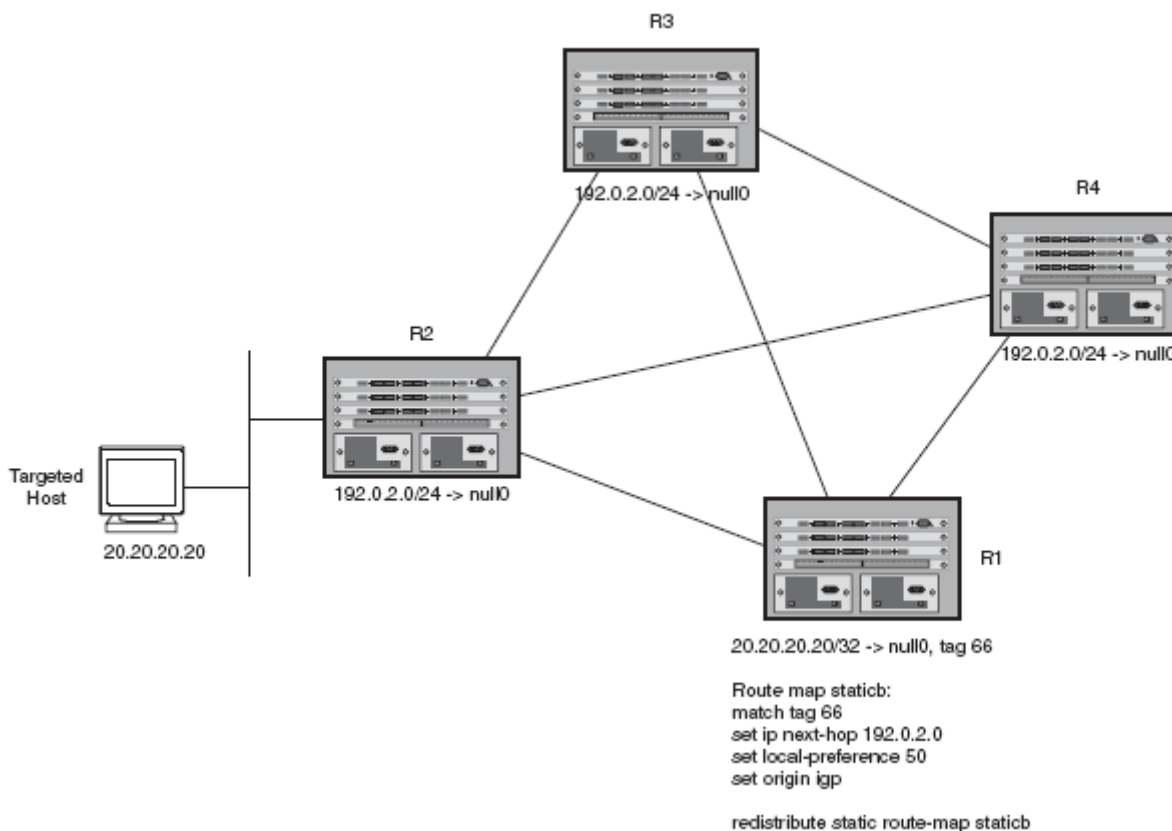 R3
192.0.2.0/24 -> null0
R4
192.0.2.0/24 -> null0
R2
192.0.2.0/24 -> null0
Targeted
Host
20.20.20.20
R1
20.20.20.20/32 -> null0, tag 66
Route map staticb:
match tag 66
set ip next-hop 192.0.2.0
set local-preference 50
set origin igp
redistribute static route-map staticb